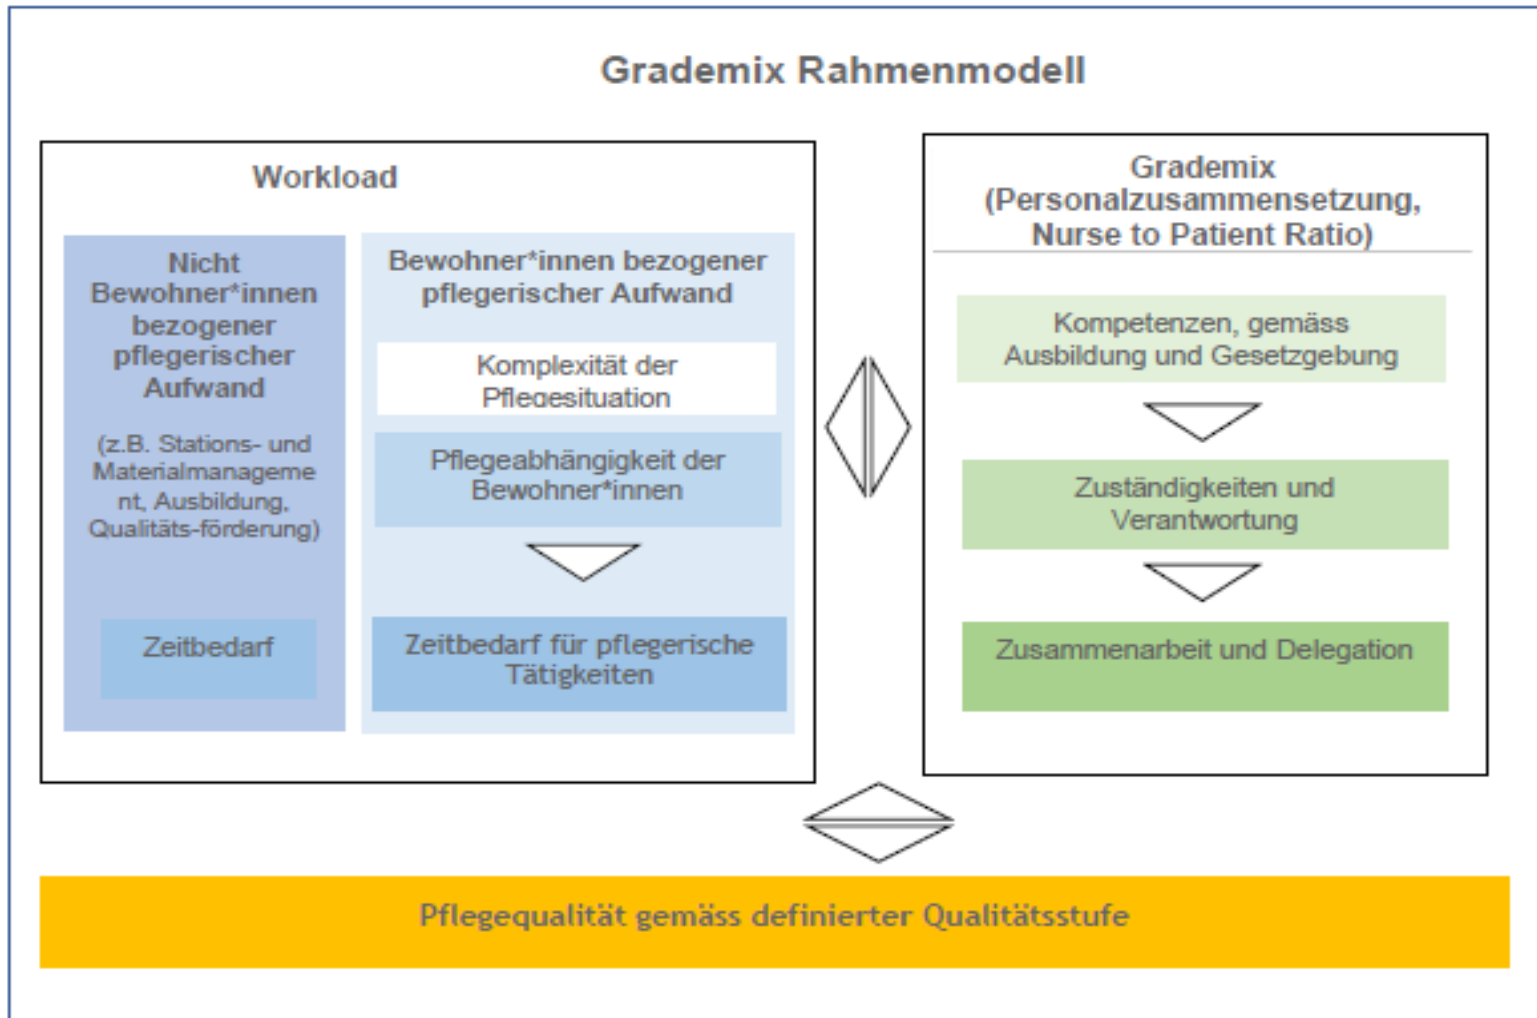 Grademix Rahmenmodell
Workload
Nicht
Bewohner*innen
bezogener
pflegerischer
Aufwand
(z.B. Stations- und
Materialmanageme
nt, Ausbildung,
Qualitäts-förderung)
Zeitbedarf
Bewohner*innen bezogener
pflegerischer Aufwand
Komplexität der
Pflegesituation
Pflegeabhängigkeit der
Bewohner*innen
Zeitbedarf für pflegerische
Tätigkeiten
Grademix
(Personalzusammensetzung,
Nurse to Patient Ratio)
Kompetenzen, gemäss
Ausbildung und Gesetzgebung
Zuständigkeiten und
Verantwortung
Zusammenarbeit und Delegation
Pflegequalität gemäss definierter Qualitätsstufe